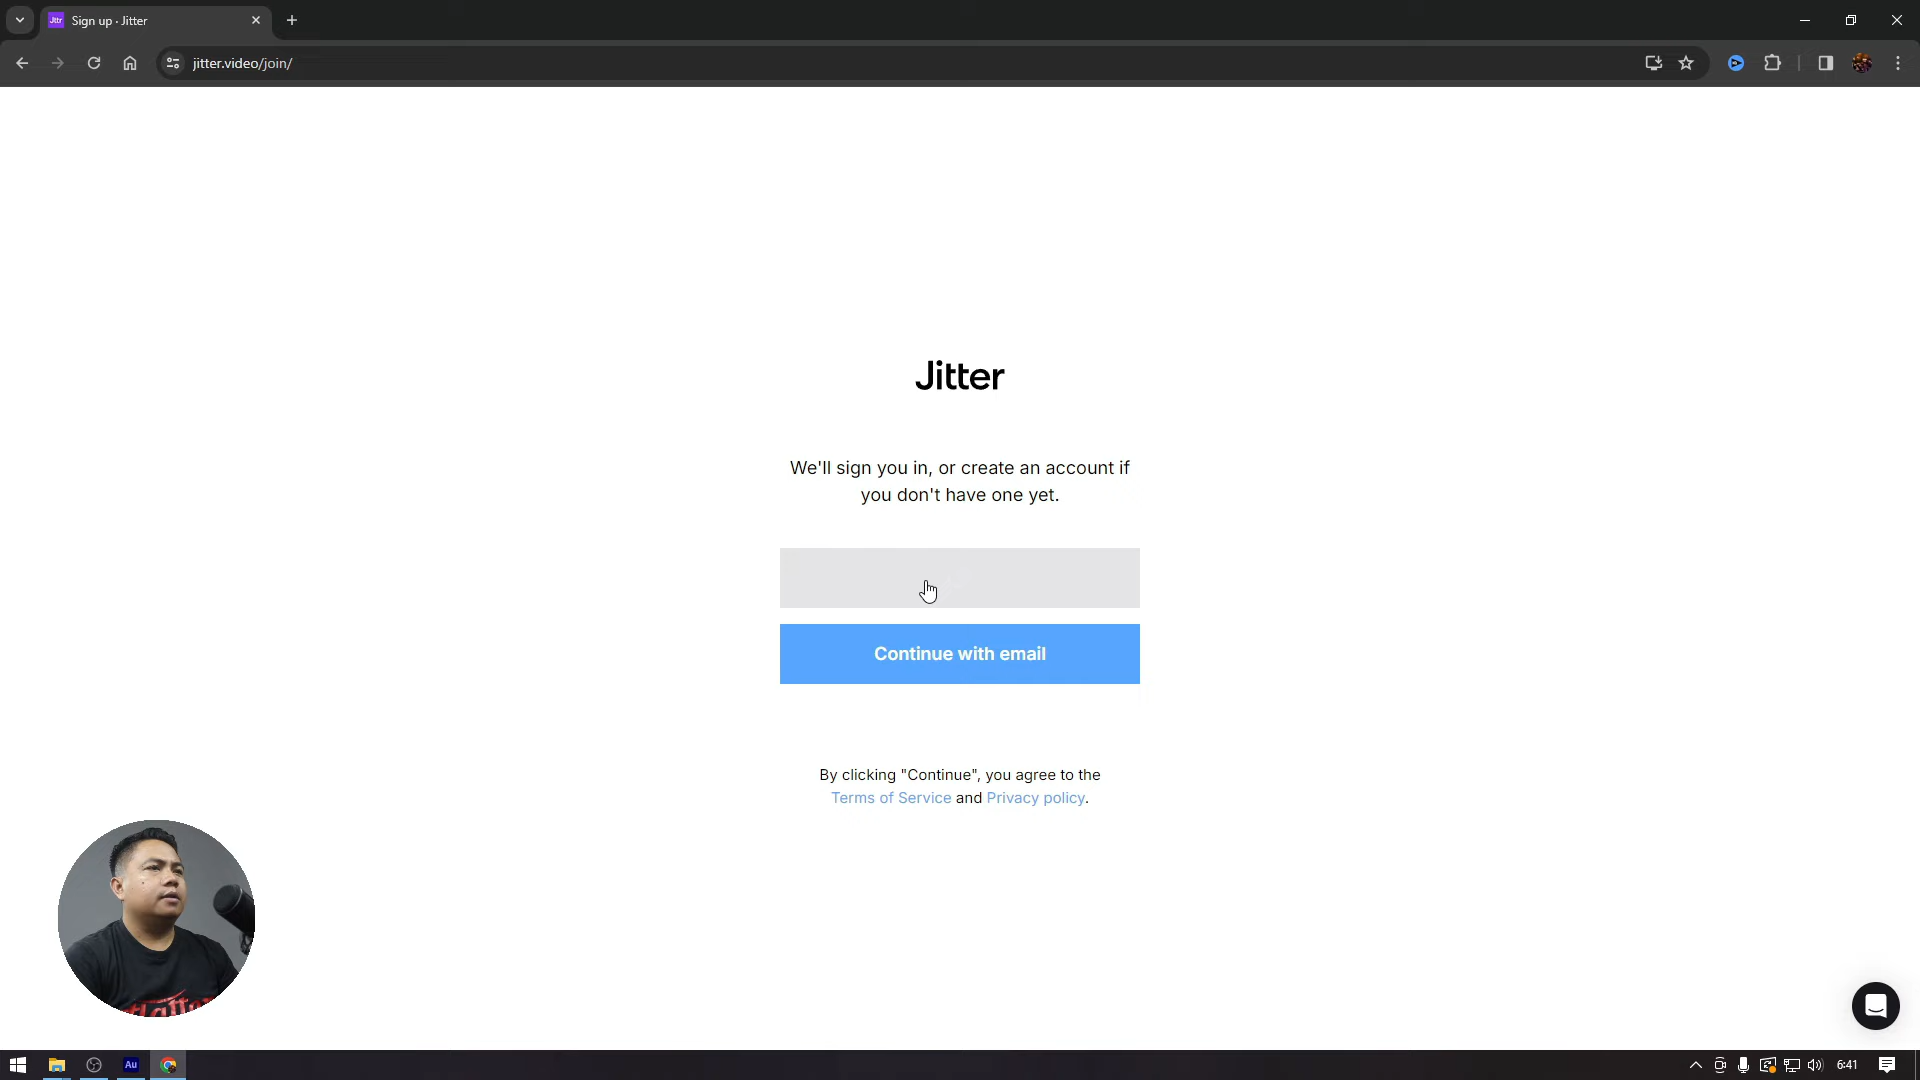 Jittr
Sign up · Jitter
jitter.video/join/
Jitter
We'll sign you in, or create an account if
you don't have one yet.
Continue with email
By clicking "Continue", you agree to the
Terms of Service and Privacy policy.
Au
6:41